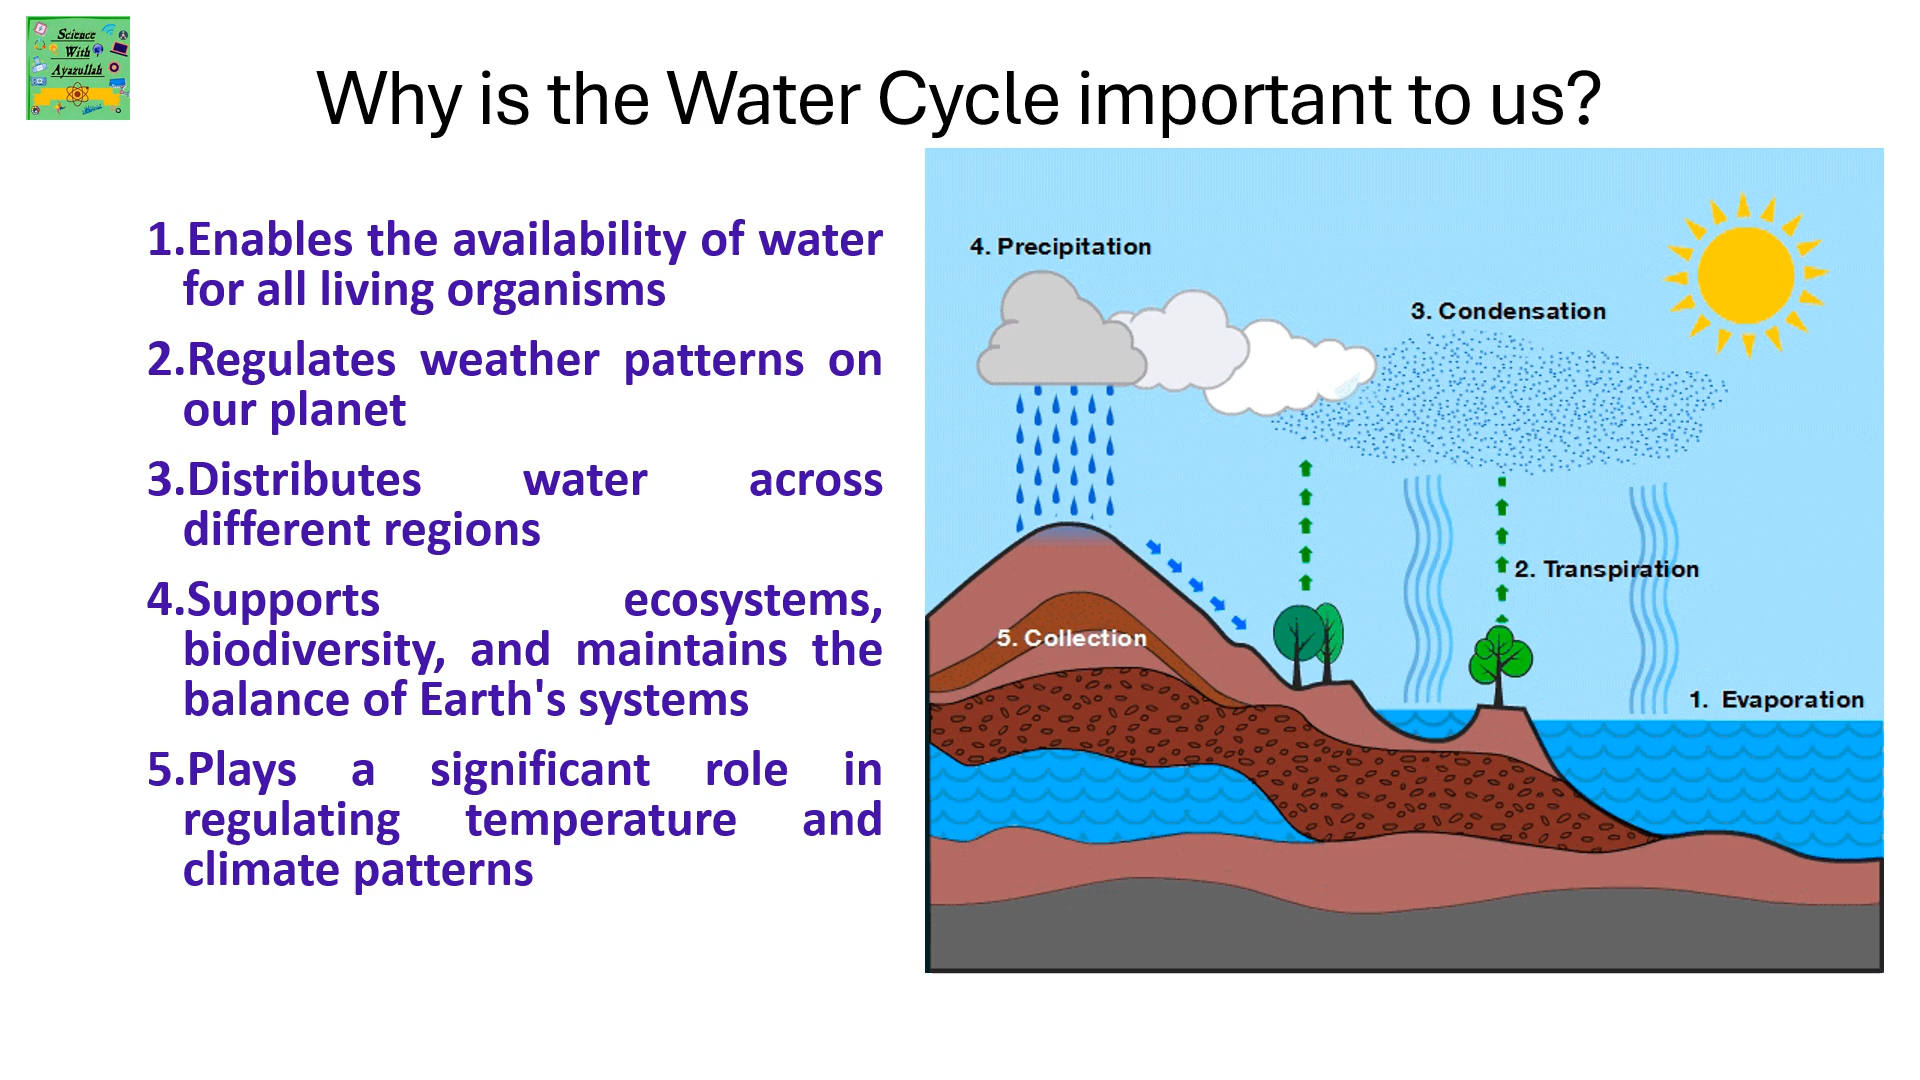 Science
With
Ayazullah
Why is the Water Cycle important to us?
1.Enables the availability of water
for all living organisms
2.Regulates weather patterns on
our planet
3.Distributes water across
different regions
4.Supports ecosystems,
biodiversity, and maintains the
balance of Earth's systems
5.Plays a significant role in
regulating temperature and
climate patterns
4. Precipitation
3. Condensation
2. Transpiration
5. Collection
1. Evaporation